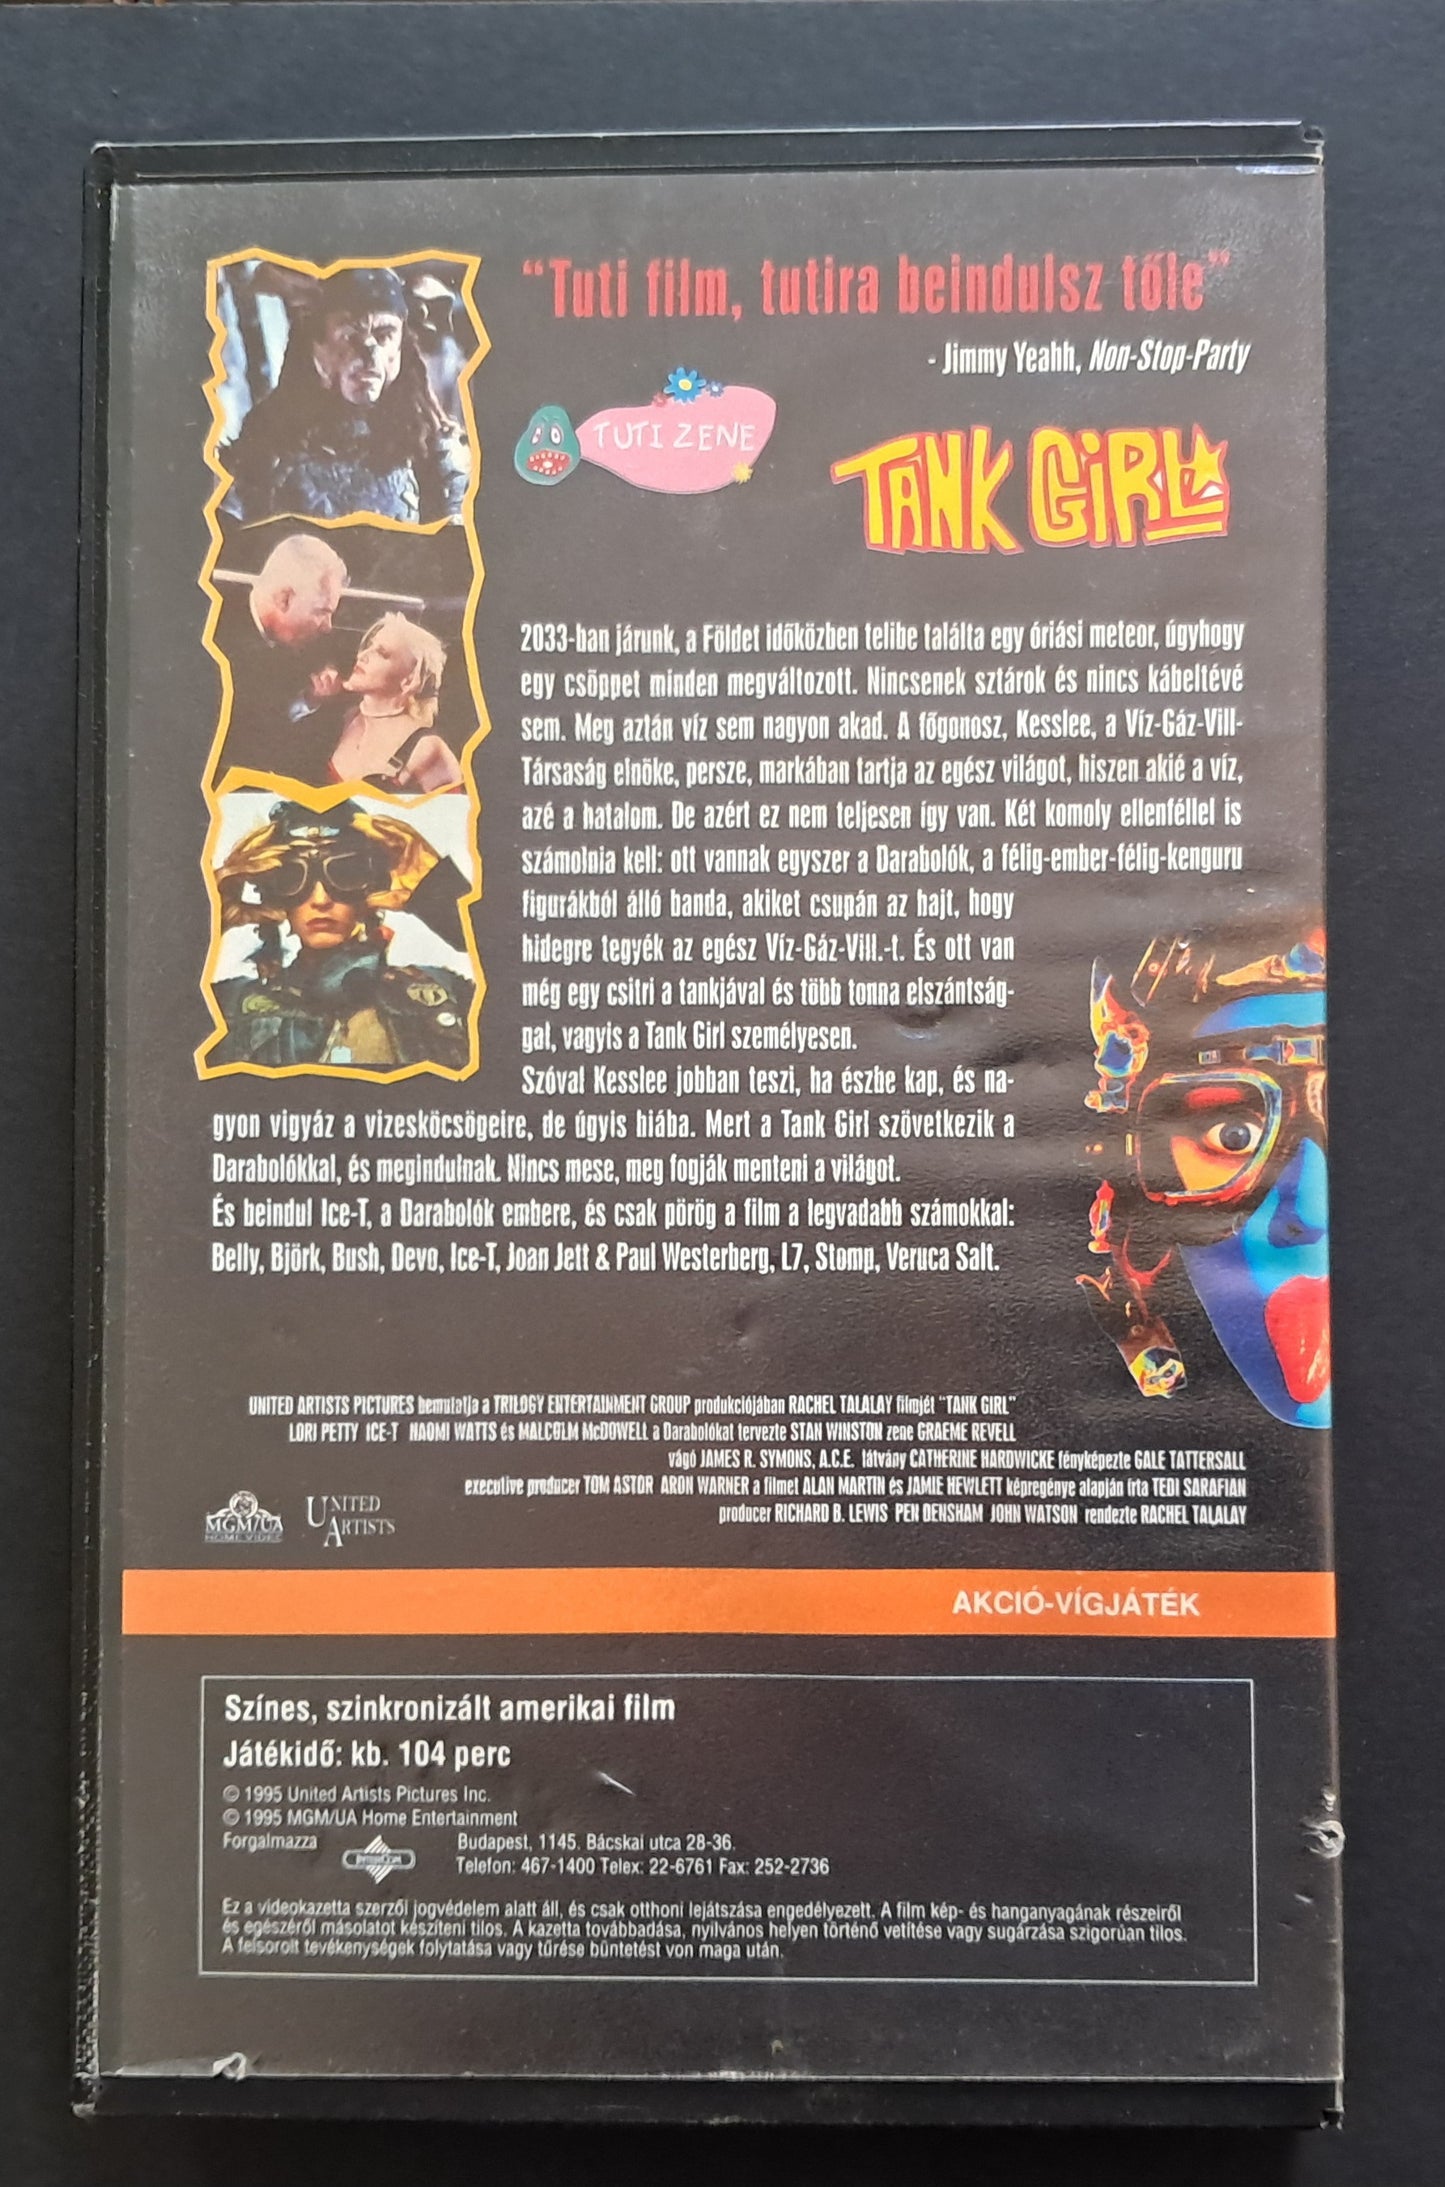 "Tuti film, tutira beindulsz tőle"
- Jimmy Yeahh, Non-Stop-Party
TUTI ZENE
TANK GiRL
2033-ban járunk, a Földet időközben telibe találta egy óriási meteor, úgyhogy
egy csöppet minden megváltozott. Nincsenek sztárok és nincs kábeltévé
sem. Meg aztán víz sem nagyon akad. A főgonosz, Kesslee, a Víz-Gáz-Vill-
Társaság elnöke, persze, markában tartja az egész világot, hiszen akié a víz,
azé a hatalom. De azért ez nem teljesen így van. Két komoly ellenféllel is
számolnia kell: ott vannak egyszer a Darabolók, a félig-ember-félig-kenguru
figurákból álló banda, akiket csupán az hajt, hogy
hidegre tegyék az egész Víz-Gáz-Vill.-t. És ott van
még egy csitri a tankjával és több tonna elszántság-
gal, vagyis a Tank Girl személyesen.
Szóval Kesslee jobban teszi, ha észbe kap, és na-
gyon vigyáz a vizesköcsögeire, de úgyis hiába. Mert a Tank Girl szövetkezik a
Darabolókkal, és megindulnak. Nincs mese, meg fogják menteni a világot.
És beindul Ice-T, a Darabolók embere, és csak pörög a film a legvadabb számokkal:
Belly, Björk, Bush, Devo, Ice-T, Joan Jett & Paul Westerberg, L7, Stomp, Veruca Salt.
UNITED ARTISTS PICTURES bemutatja a TRILOGY ENTERTAINMENT GROUP produkciójában RACHEL TALALAY filmjét "TANK GIRL"
LORI PETTY ICE-T NAOMI WATTS és MALCOLM McDOWELL a Darabolókat tervezte STAN WINSTON zene GRAEME REVELL
vágó JAMES R. SYMONS, A.C.E. látvány CATHERINE HARDWICKE fényképezte GALE TATTERSALL
executive producer TOM ASTOR ARON WARNER a filmet ALAN MARTIN és JAMIE HEWLETT képregénye alapján írta TEDI SARAFIAN
producer RICHARD B. LEWIS PEN DENSHAM JOHN WATSON rendezte RACHEL TALALAY
MGM/UA
HOME VIDEO
UNITED
ARTISTS
AKCIÓ-VÍGJÁTÉK
Színes, szinkronizált amerikai film
Játékidő: kb. 104 perc
© 1995 United Artists Pictures Inc.
© 1995 MGM/UA Home Entertainment
Forgalmazza
INTERCOM
Budapest, 1145. Bácskai utca 28-36.
Telefon: 467-1400 Telex: 22-6761 Fax: 252-2736
Ez a videokazetta szerzői jogvédelem alatt áll, és csak otthoni lejátszása engedélyezett. A film kép- és hanganyagának részeiről
és egészéről másolatot készíteni tilos. A kazetta továbbadása, nyilvános helyen történő vetítése vagy sugárzása szigorúan tilos.
A felsorolt tevékenységek folytatása vagy tűrése büntetést von maga után.